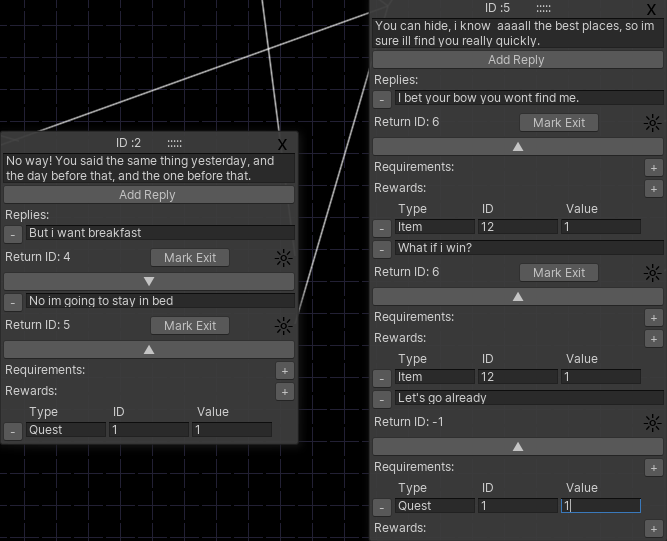 ID :2 :::::: X
No way! You said the same thing yesterday, and
the day before that, and the one before that.
Add Reply
Replies:
- But i want breakfast
Return ID: 4 Mark Exit
▼
- No im going to stay in bed
Return ID: 5 Mark Exit
▲
Requirements: +
Rewards: +
Type ID Value
- Quest 1 1
ID :5 :::::: X
You can hide, i know aaaall the best places, so im
sure ill find you really quickly.
Add Reply
Replies:
- I bet your bow you wont find me.
Return ID: 6 Mark Exit
▲
Requirements: +
Rewards: +
Type ID Value
- Item 12 1
- What if i win?
Return ID: 6 Mark Exit
▲
Requirements: +
Rewards: +
Type ID Value
- Item 12 1
- Let's go already
Return ID: -1
▲
Requirements: +
Type ID Value
- Quest 1 1
Rewards: +